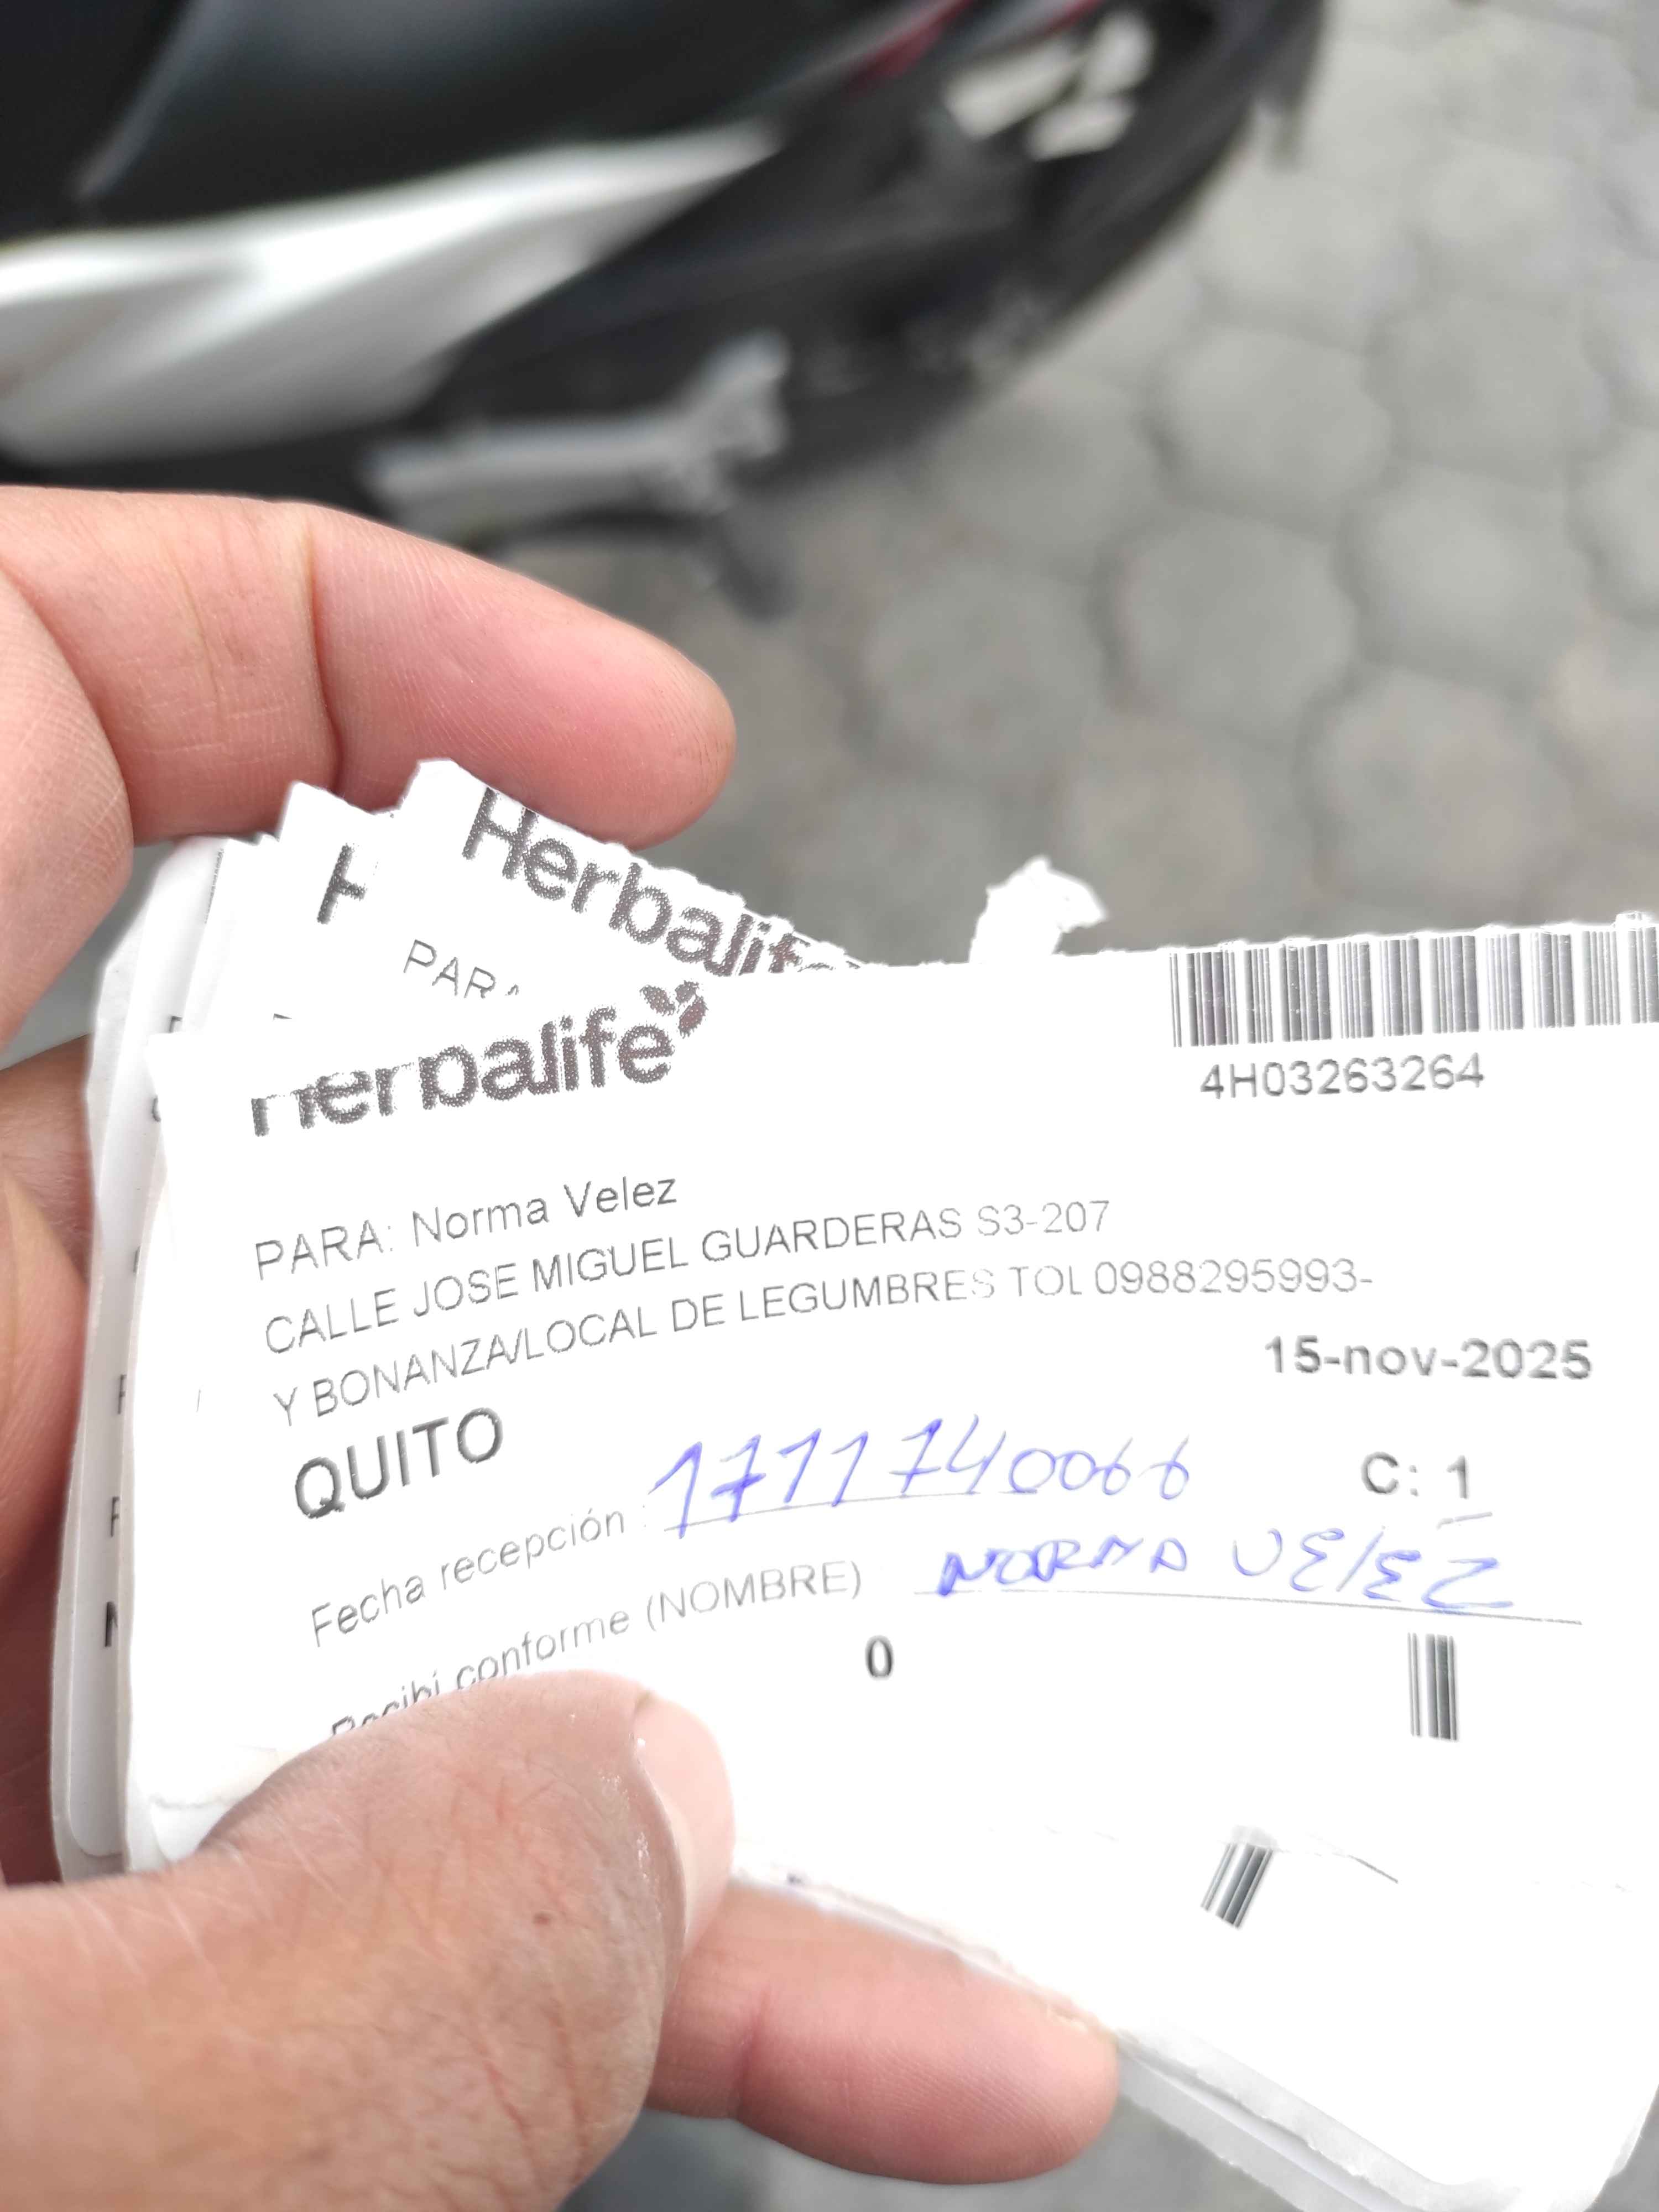 Herbalife
H
PARA
Herbalife
4H03263264
PARA: Norma Velez
CALLE JOSE MIGUEL GUARDERAS S3-207
Y BONANZA/LOCAL DE LEGUMBRES TOL 0988295993-
15-nov-2025
QUITO
C: 1
Fecha recepción : 1711740066
Recibí conforme (NOMBRE) NORMA VElEZ
0